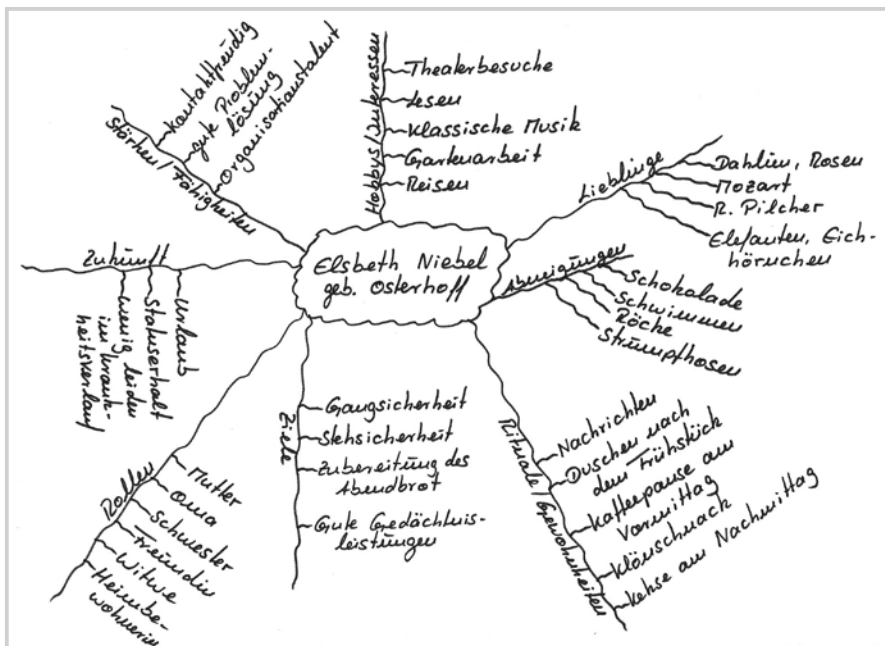 Elsbeth Niebel
geb. Osterhoff
Stärken/Fähigkeiten
Kontaktfreudig
gute Problem-
lösung
Organisationstalent
Hobbys/Interessen
Theaterbesuche
Lesen
Klassische Musik
Gartenarbeit
Reisen
Lieblinge
Dahlien, Rosen
Mozart
R. Pilcher
Elefanten, Eich-
hörnchen
Abneigungen
Schokolade
Schwimmen
Röcke
Strumpfhosen
Rituale/Gewohnheiten
Nachrichten
Duschen nach
dem Frühstück
Kaffeepause am
Vormittag
Klönschnack
Kekse am Nachmittag
Ziele
Gangsicherheit
Stehsicherheit
Zubereitung des
Abendbrot
Gute Gedächtnis-
leistungen
Rollen
Mutter
Oma
Schwester
Freundin
Witwe
Heimbe-
wohnerin
Zukunft
Urlaub
Statuserhalt
wenig leiden
im Krank-
heitsverlauf